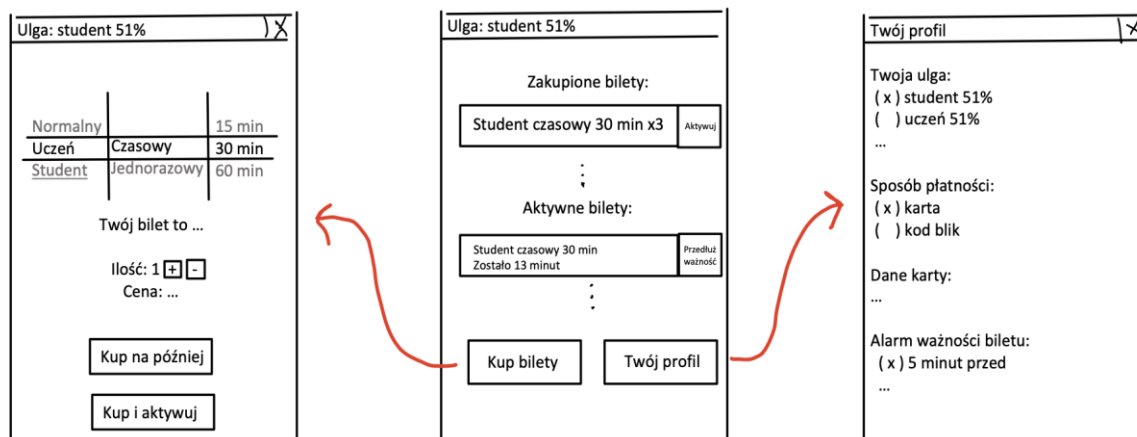 Ulga: student 51% X
Normalny 15 min
Uczeń Czasowy 30 min
Student Jednorazowy 60 min
Twój bilet to ...
Ilość: 1 + -
Cena: ...
Kup na później
Kup i aktywuj
Ulga: student 51%
Zakupione bilety:
Student czasowy 30 min x3 Aktywuj
Aktywne bilety:
Student czasowy 30 min
Zostało 13 minut
Przedłuż
ważność
Kup bilety Twój profil
Twój profil X
Twoja ulga:
( x ) student 51%
( ) uczeń 51%
...
Sposób płatności:
( x ) karta
( ) kod blik
Dane karty:
...
Alarm ważności biletu:
( x ) 5 minut przed
...